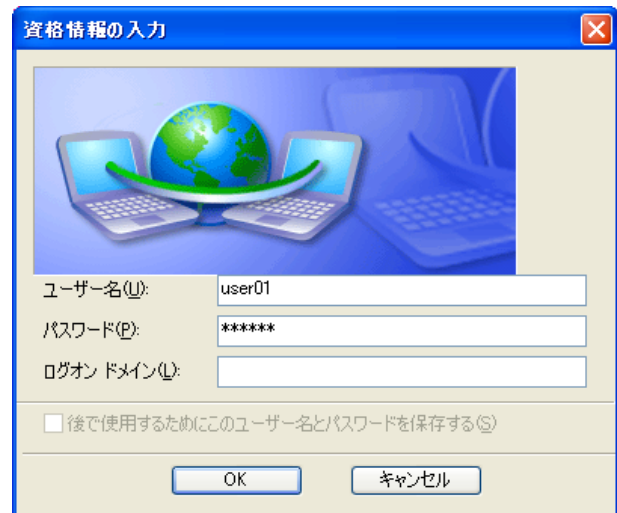 資格情報の入力
ユーザー名(U): user01
パスワード(P): ******
ログオン ドメイン(L):
後で使用するためにこのユーザー名とパスワードを保存する(S)
OK キャンセル